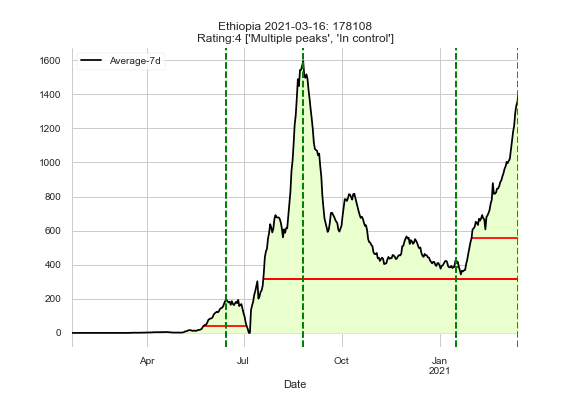 Ethiopia 2021-03-16: 178108
Rating:4 ['Multiple peaks', 'In control']
Average-7d
1600
1400
1200
1000
800
600
400
200
0
Apr
Jul
Oct
Jan
2021
Date